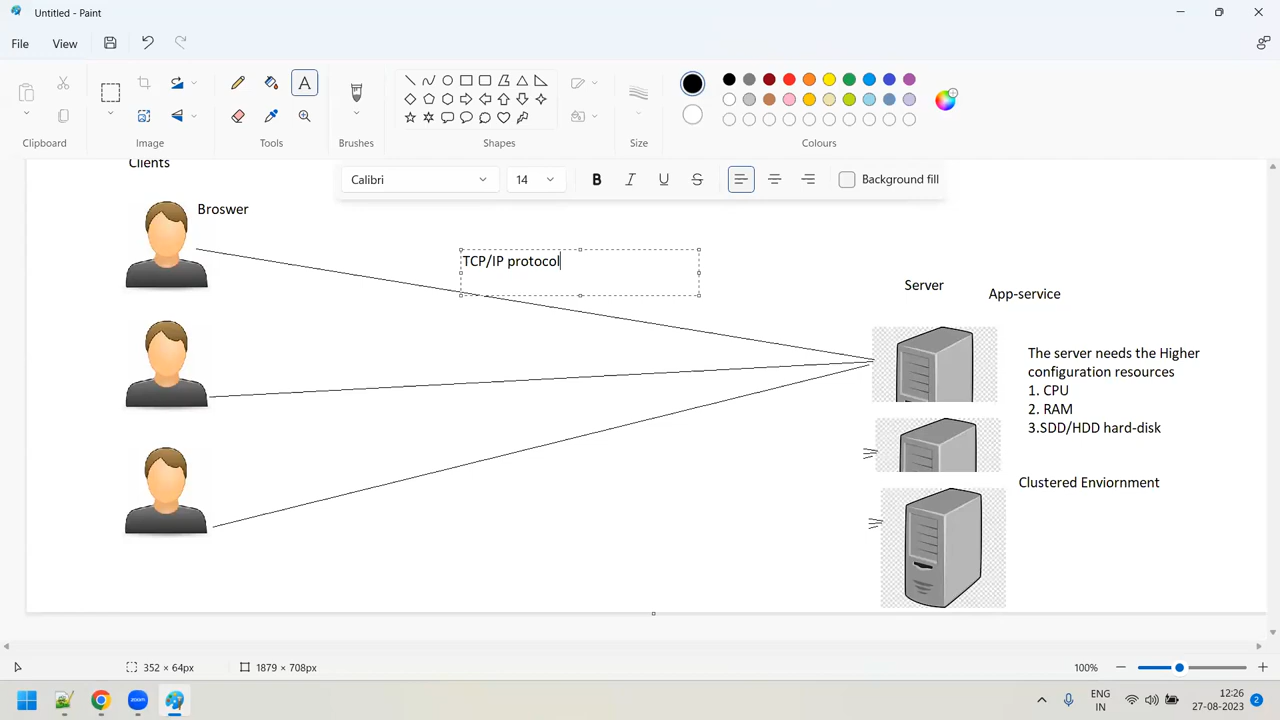 Untitled - Paint
File
View
Clipboard
Image
Tools
Brushes
Shapes
Size
Colours
Calibri
14
B
I
U
S
Background fill
Clients
Broswer
TCP/IP protocol
Server
App-service
The server needs the Higher
configuration resources
1. CPU
2. RAM
3.SDD/HDD hard-disk
Clustered Enviornment
352 × 64px
1879 × 708px
100%
zoom
ENG
IN
12:26
27-08-2023
2